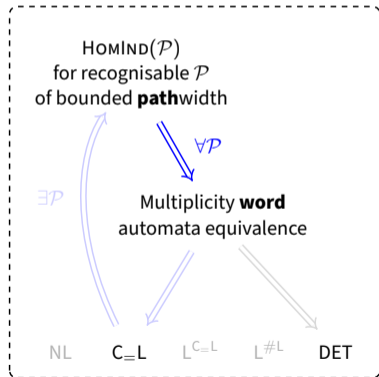 HomInd(𝒫)
for recognisable 𝒫
of bounded pathwidth
∀𝒫
∃𝒫
Multiplicity word
automata equivalence
NL C₌L L^{C₌L} L^{#L} DET